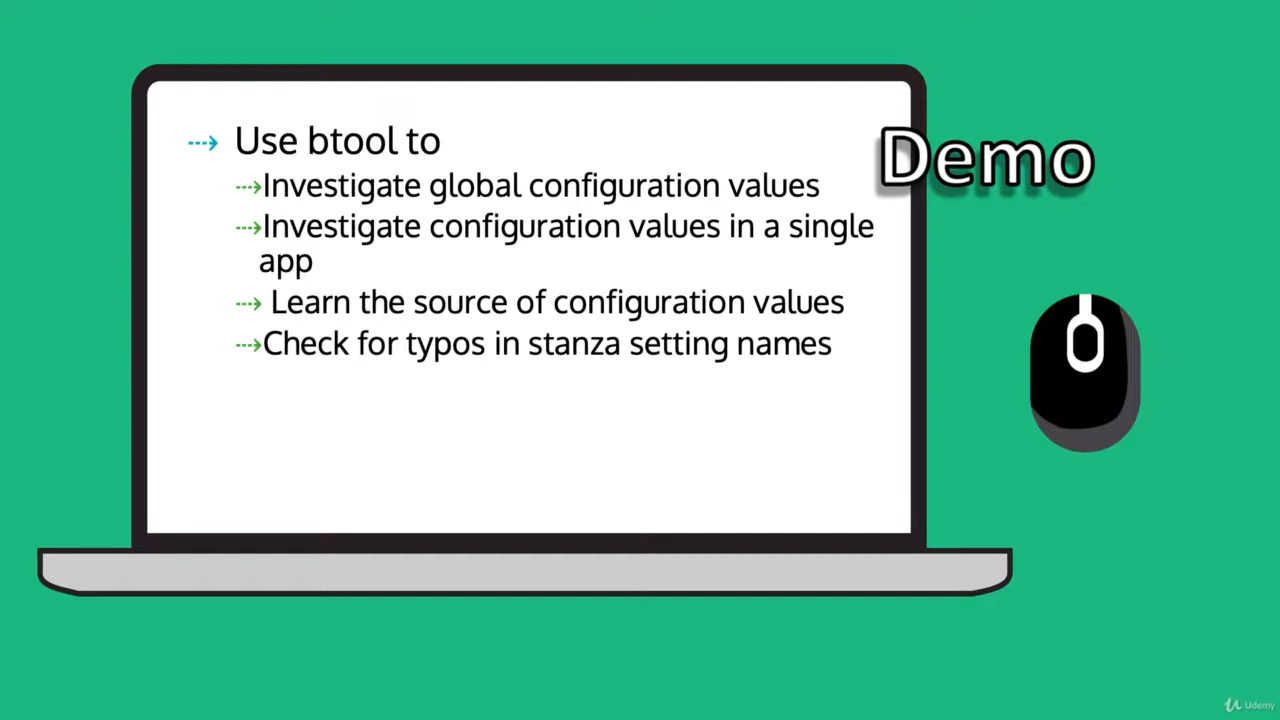 Use btool to
Investigate global configuration values
Investigate configuration values in a single
app
Learn the source of configuration values
Check for typos in stanza setting names
Demo
Udemy